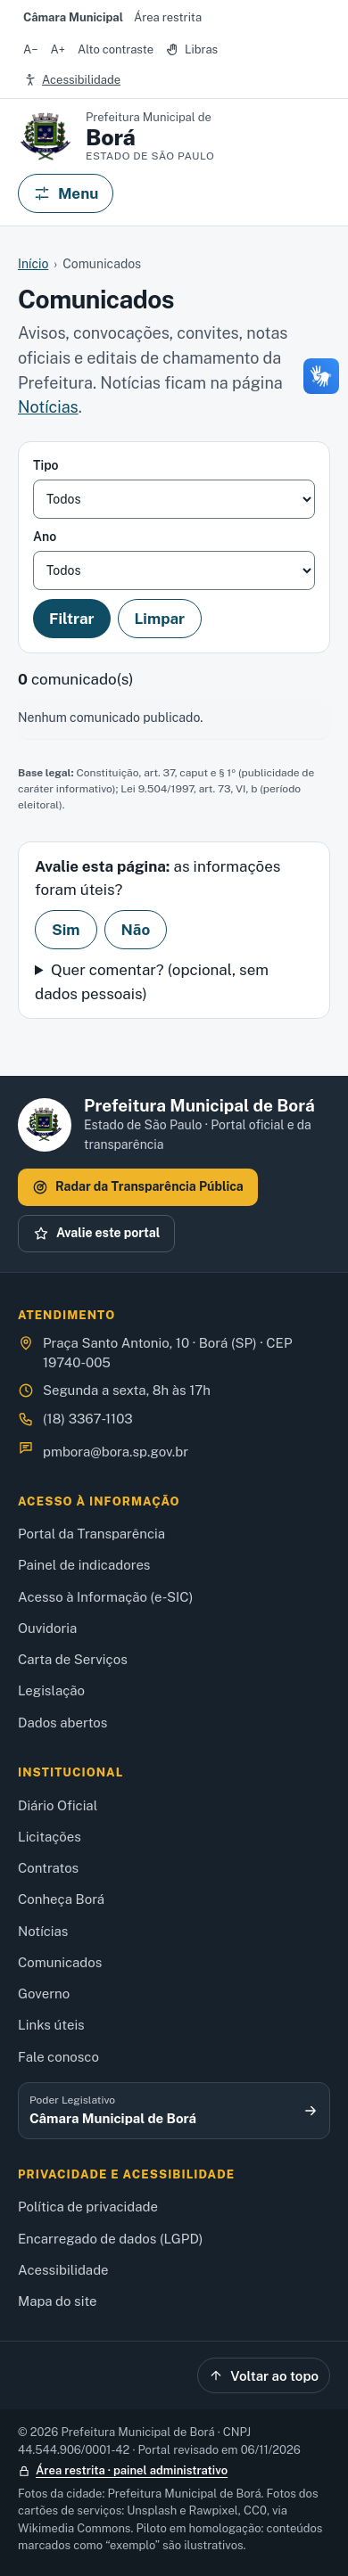 Câmara Municipal Área restrita
A− A+ Alto contraste Libras
Acessibilidade
Prefeitura Municipal de
Borá
ESTADO DE SÃO PAULO
Menu
Início › Comunicados
Comunicados
Avisos, convocações, convites, notas
oficiais e editais de chamamento da
Prefeitura. Notícias ficam na página
Notícias.
Tipo
Todos
Ano
Todos
Filtrar Limpar
0 comunicado(s)
Nenhum comunicado publicado.
Base legal: Constituição, art. 37, caput e § 1º (publicidade de
caráter informativo); Lei 9.504/1997, art. 73, VI, b (período
eleitoral).
Avalie esta página: as informações
foram úteis?
Sim Não
Quer comentar? (opcional, sem
dados pessoais)
Prefeitura Municipal de Borá
Estado de São Paulo · Portal oficial e da
transparência
Radar da Transparência Pública
Avalie este portal
ATENDIMENTO
Praça Santo Antonio, 10 · Borá (SP) · CEP
19740-005
Segunda a sexta, 8h às 17h
(18) 3367-1103
pmbora@bora.sp.gov.br
ACESSO À INFORMAÇÃO
Portal da Transparência
Painel de indicadores
Acesso à Informação (e-SIC)
Ouvidoria
Carta de Serviços
Legislação
Dados abertos
INSTITUCIONAL
Diário Oficial
Licitações
Contratos
Conheça Borá
Notícias
Comunicados
Governo
Links úteis
Fale conosco
Poder Legislativo
Câmara Municipal de Borá
PRIVACIDADE E ACESSIBILIDADE
Política de privacidade
Encarregado de dados (LGPD)
Acessibilidade
Mapa do site
Voltar ao topo
© 2026 Prefeitura Municipal de Borá · CNPJ
44.544.906/0001-42 · Portal revisado em 06/11/2026
Área restrita · painel administrativo
Fotos da cidade: Prefeitura Municipal de Borá. Fotos dos
cartões de serviços: Unsplash e Rawpixel, CC0, via
Wikimedia Commons. Piloto em homologação: conteúdos
marcados como “exemplo” são ilustrativos.